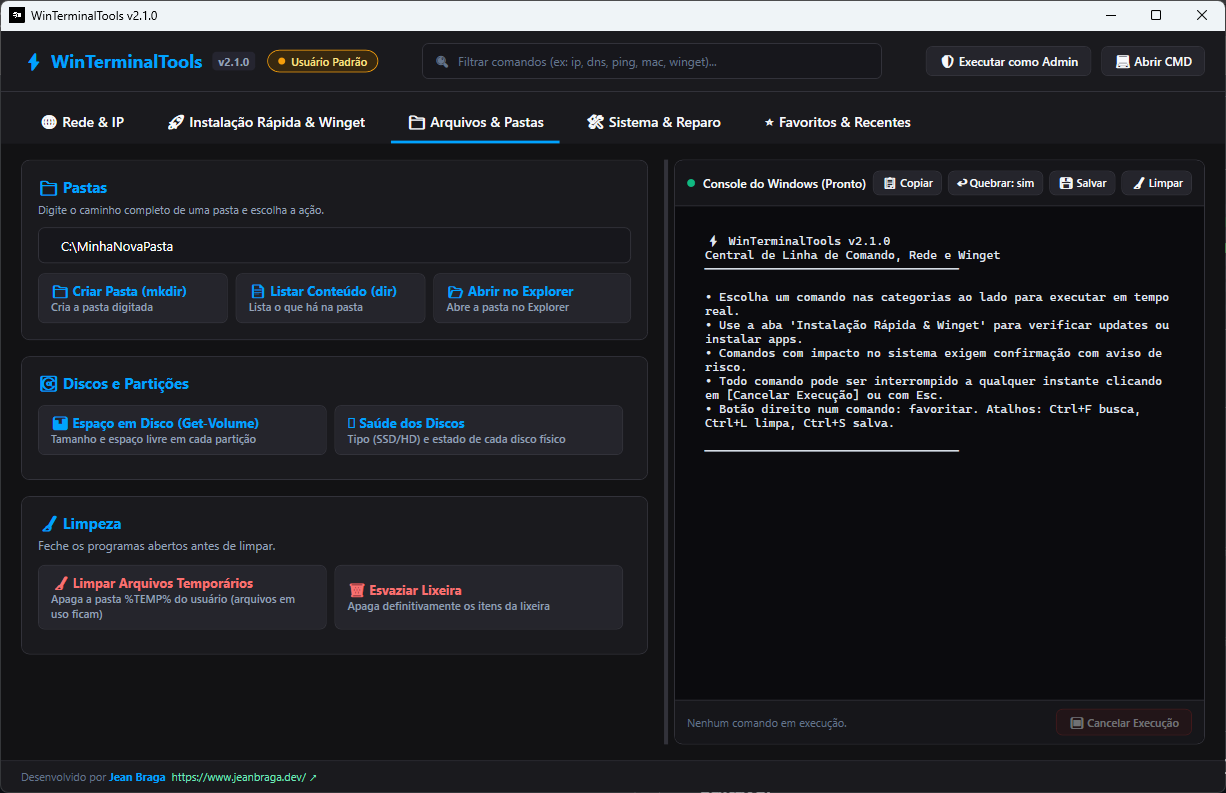 WinTerminalTools v2.1.0
WinTerminalTools v2.1.0 Usuário Padrão Filtrar comandos (ex: ip, dns, ping, mac, winget)... Executar como Admin Abrir CMD
Rede & IP Instalação Rápida & Winget Arquivos & Pastas Sistema & Reparo Favoritos & Recentes
Pastas
Digite o caminho completo de uma pasta e escolha a ação.
C:\MinhaNovaPasta
Criar Pasta (mkdir)
Cria a pasta digitada
Listar Conteúdo (dir)
Lista o que há na pasta
Abrir no Explorer
Abre a pasta no Explorer
Discos e Partições
Espaço em Disco (Get-Volume)
Tamanho e espaço livre em cada partição
Saúde dos Discos
Tipo (SSD/HD) e estado de cada disco físico
Limpeza
Feche os programas abertos antes de limpar.
Limpar Arquivos Temporários
Apaga a pasta %TEMP% do usuário (arquivos em
uso ficam)
Esvaziar Lixeira
Apaga definitivamente os itens da lixeira
Console do Windows (Pronto) Copiar Quebrar: sim Salvar Limpar
WinTerminalTools v2.1.0
Central de Linha de Comando, Rede e Winget
• Escolha um comando nas categorias ao lado para executar em tempo
real.
• Use a aba 'Instalação Rápida & Winget' para verificar updates ou
instalar apps.
• Comandos com impacto no sistema exigem confirmação com aviso de
risco.
• Todo comando pode ser interrompido a qualquer instante clicando
em [Cancelar Execução] ou com Esc.
• Botão direito num comando: favoritar. Atalhos: Ctrl+F busca,
Ctrl+L limpa, Ctrl+S salva.
Nenhum comando em execução. Cancelar Execução
Desenvolvido por Jean Braga https://www.jeanbraga.dev/ ↗